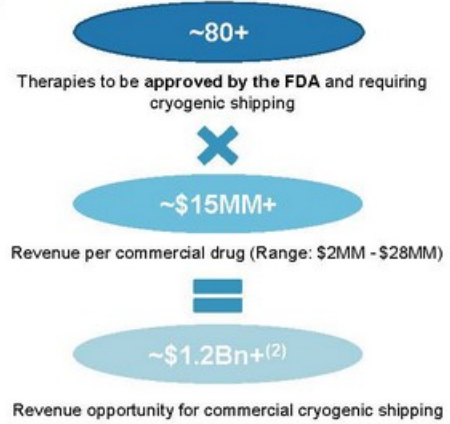 ~80+
Therapies to be approved by the FDA and requiring
cryogenic shipping
~$15MM+
Revenue per commercial drug (Range: $2MM - $28MM)
~$1.2Bn+(2)
Revenue opportunity for commercial cryogenic shipping